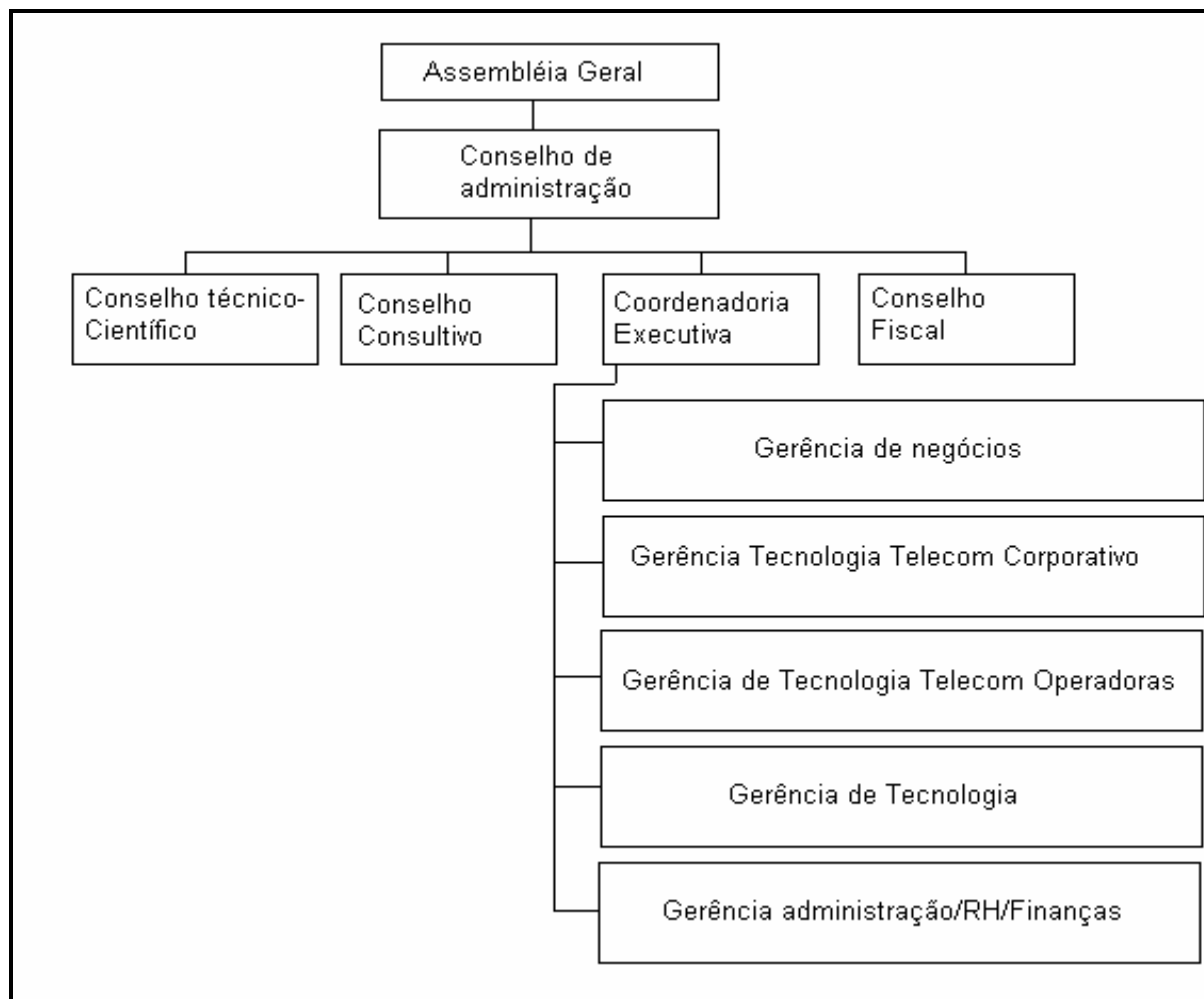 Assembléia Geral
Conselho de
administração
Conselho técnico-
Científico
Conselho
Consultivo
Coordenadoria
Executiva
Conselho
Fiscal
Gerência de negócios
Gerência Tecnologia Telecom Corporativo
Gerência de Tecnologia Telecom Operadoras
Gerência de Tecnologia
Gerência administração/RH/Finanças